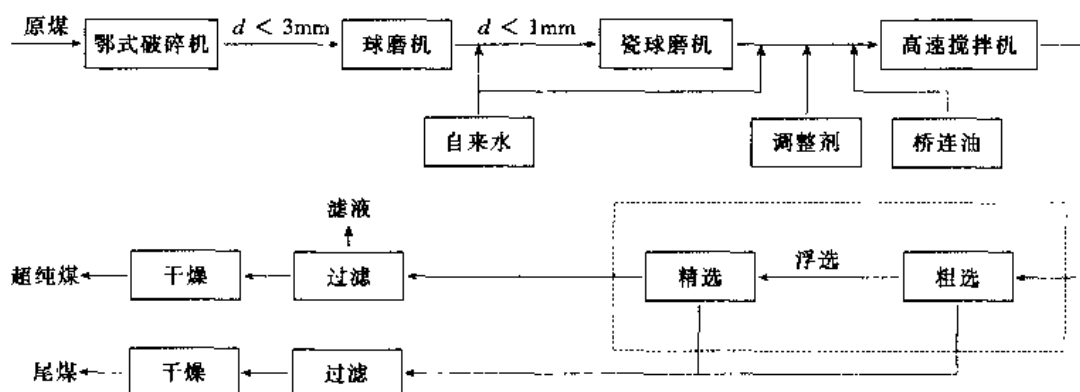 原煤
鄂式破碎机
d < 3mm
球磨机
d < 1mm
瓷球磨机
高速搅拌机
自来水
调整剂
桥连油
滤液
超纯煤
干燥
过滤
精选
浮选
粗选
尾煤
干燥
过滤